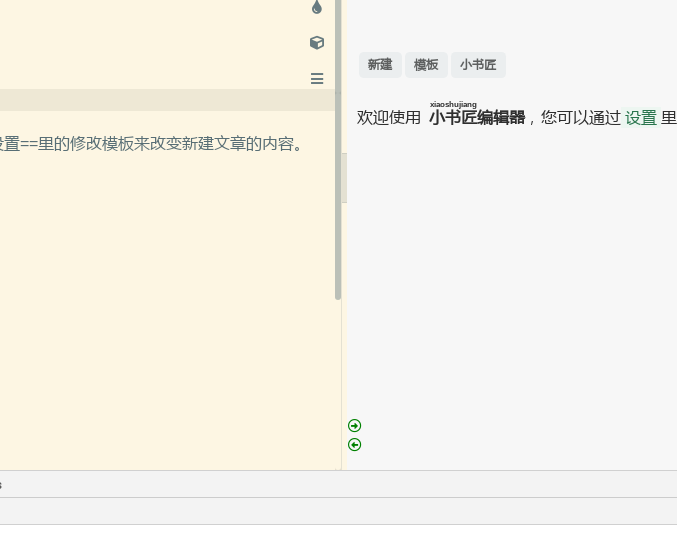 新建 模板 小书匠
xiaoshujiang
欢迎使用 小书匠编辑器，您可以通过 设置 里
设置==里的修改模板来改变新建文章的内容。